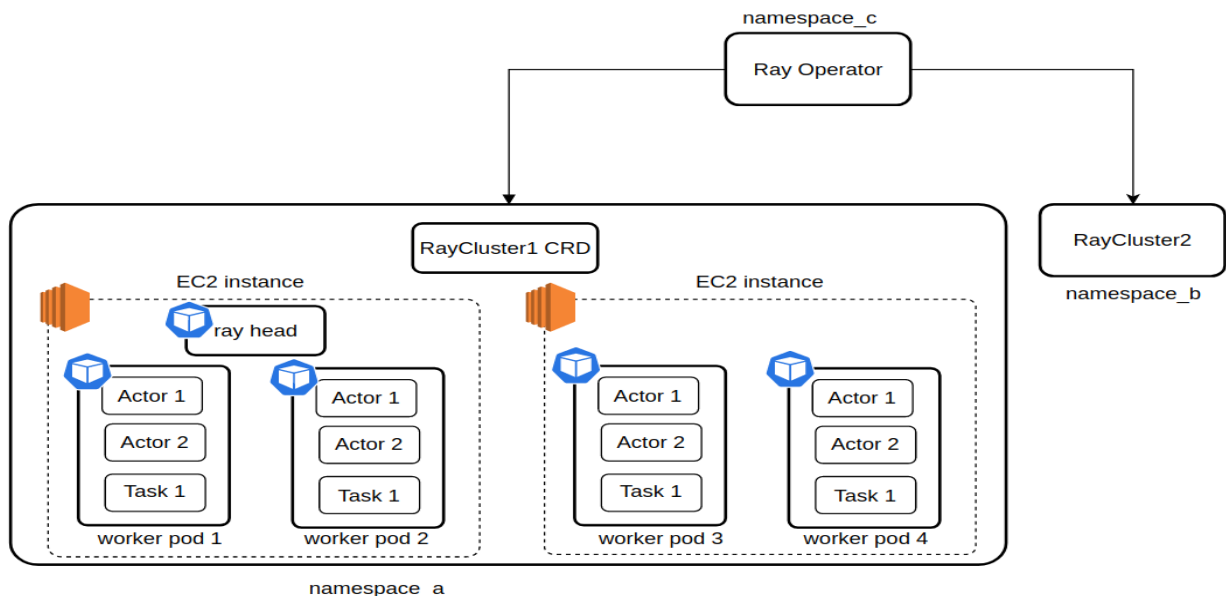 namespace_c
Ray Operator
RayCluster1 CRD
RayCluster2
namespace_b
EC2 instance
EC2 instance
ray head
Actor 1
Actor 2
Task 1
worker pod 1
Actor 1
Actor 2
Task 1
worker pod 2
Actor 1
Actor 2
Task 1
worker pod 3
Actor 1
Actor 2
Task 1
worker pod 4
namespace_a